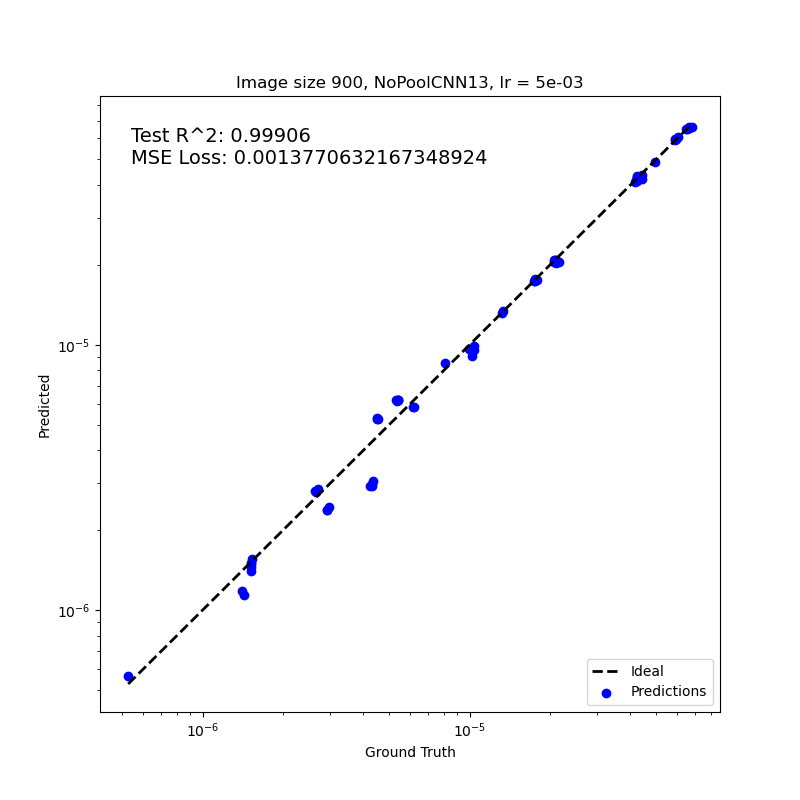 Image size 900, NoPoolCNN13, lr = 5e-03
Test R^2: 0.99906
MSE Loss: 0.0013770632167348924
Predicted
10⁻⁵
10⁻⁶
Ideal
Predictions
10⁻⁶ 10⁻⁵
Ground Truth